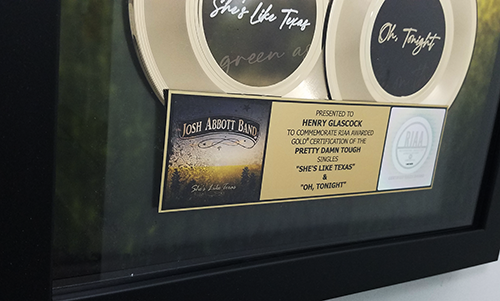 She's Like Texas
green a
Oh, Tonight
JOSH ABBOTT BAND
She's Like Texas
PRESENTED TO
HENRY GLASCOCK
TO COMMEMORATE RIAA AWARDED
GOLD® CERTIFICATION OF THE
PRETTY DAMN TOUGH
SINGLES
"SHE'S LIKE TEXAS"
&
"OH, TONIGHT"
RIAA